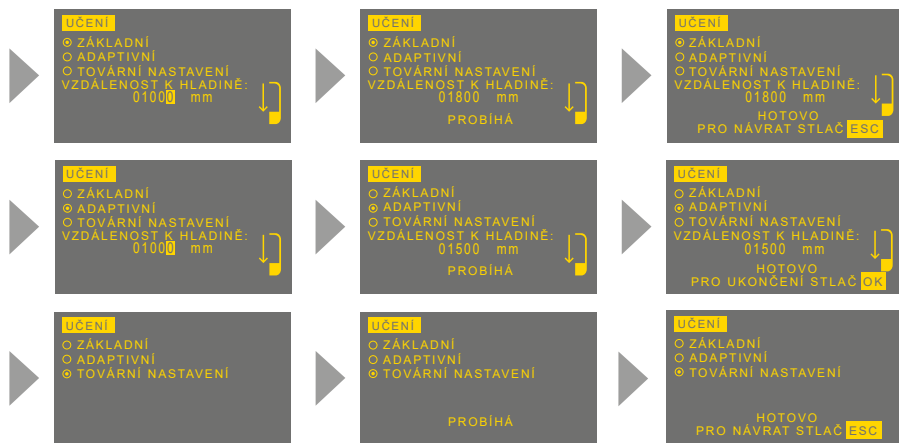 UČENÍ
ZÁKLADNÍ
ADAPTIVNÍ
TOVÁRNÍ NASTAVENÍ
VZDÁLENOST K HLADINĚ:
01000 mm
UČENÍ
ZÁKLADNÍ
ADAPTIVNÍ
TOVÁRNÍ NASTAVENÍ
VZDÁLENOST K HLADINĚ:
01800 mm
PROBÍHÁ
UČENÍ
ZÁKLADNÍ
ADAPTIVNÍ
TOVÁRNÍ NASTAVENÍ
VZDÁLENOST K HLADINĚ:
01800 mm
HOTOVO
PRO NÁVRAT STLAČ ESC
UČENÍ
ZÁKLADNÍ
ADAPTIVNÍ
TOVÁRNÍ NASTAVENÍ
VZDÁLENOST K HLADINĚ:
01000 mm
UČENÍ
ZÁKLADNÍ
ADAPTIVNÍ
TOVÁRNÍ NASTAVENÍ
VZDÁLENOST K HLADINĚ:
01500 mm
PROBÍHÁ
UČENÍ
ZÁKLADNÍ
ADAPTIVNÍ
TOVÁRNÍ NASTAVENÍ
VZDÁLENOST K HLADINĚ:
01500 mm
HOTOVO
PRO UKONČENÍ STLAČ OK
UČENÍ
ZÁKLADNÍ
ADAPTIVNÍ
TOVÁRNÍ NASTAVENÍ
UČENÍ
ZÁKLADNÍ
ADAPTIVNÍ
TOVÁRNÍ NASTAVENÍ
PROBÍHÁ
UČENÍ
ZÁKLADNÍ
ADAPTIVNÍ
TOVÁRNÍ NASTAVENÍ
HOTOVO
PRO NÁVRAT STLAČ ESC